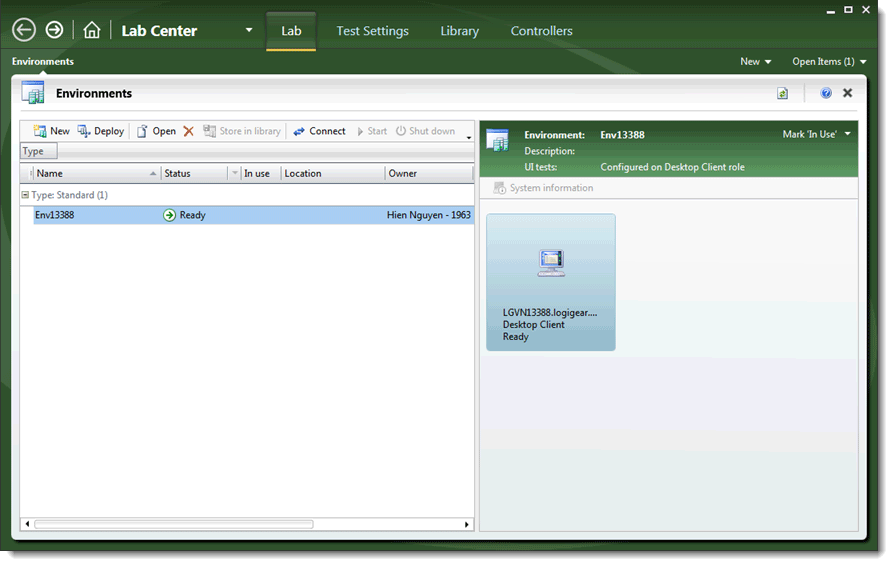 Lab Center
Lab
Test Settings
Library
Controllers
Environments
New
Open Items (1)
Environments
New
Deploy
Open
Store in library
Connect
Start
Shut down
Type
Name
Status
In use
Location
Owner
Type: Standard (1)
Env13388
Ready
Hien Nguyen - 1963
Environment: Env13388
Mark 'In Use'
Description:
UI tests: Configured on Desktop Client role
System information
LGVN13388.logigear....
Desktop Client
Ready